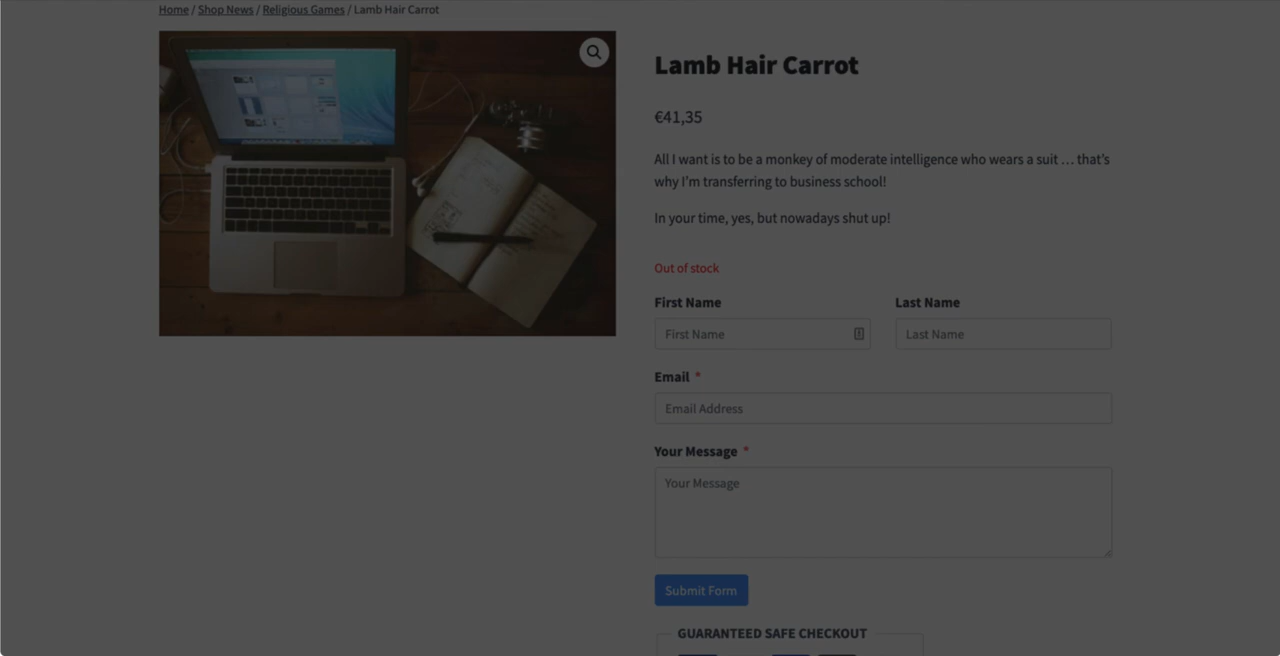 Home / Shop News / Religious Games / Lamb Hair Carrot
Lamb Hair Carrot
€41,35
All I want is to be a monkey of moderate intelligence who wears a suit … that’s
why I’m transferring to business school!
In your time, yes, but nowadays shut up!
Out of stock
First Name Last Name
First Name Last Name
Email *
Email Address
Your Message *
Your Message
Submit Form
GUARANTEED SAFE CHECKOUT